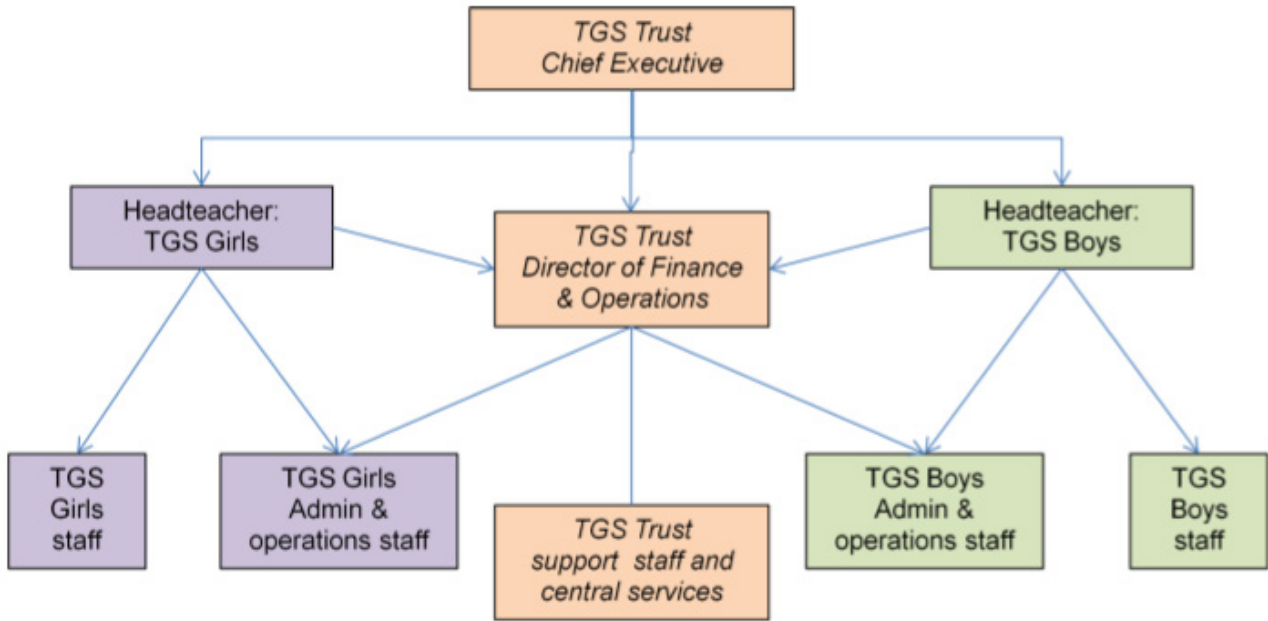 TGS Trust
Chief Executive
Headteacher:
TGS Girls
TGS Trust
Director of Finance
& Operations
Headteacher:
TGS Boys
TGS
Girls
staff
TGS Girls
Admin &
operations staff
TGS Trust
support staff and
central services
TGS Boys
Admin &
operations staff
TGS
Boys
staff